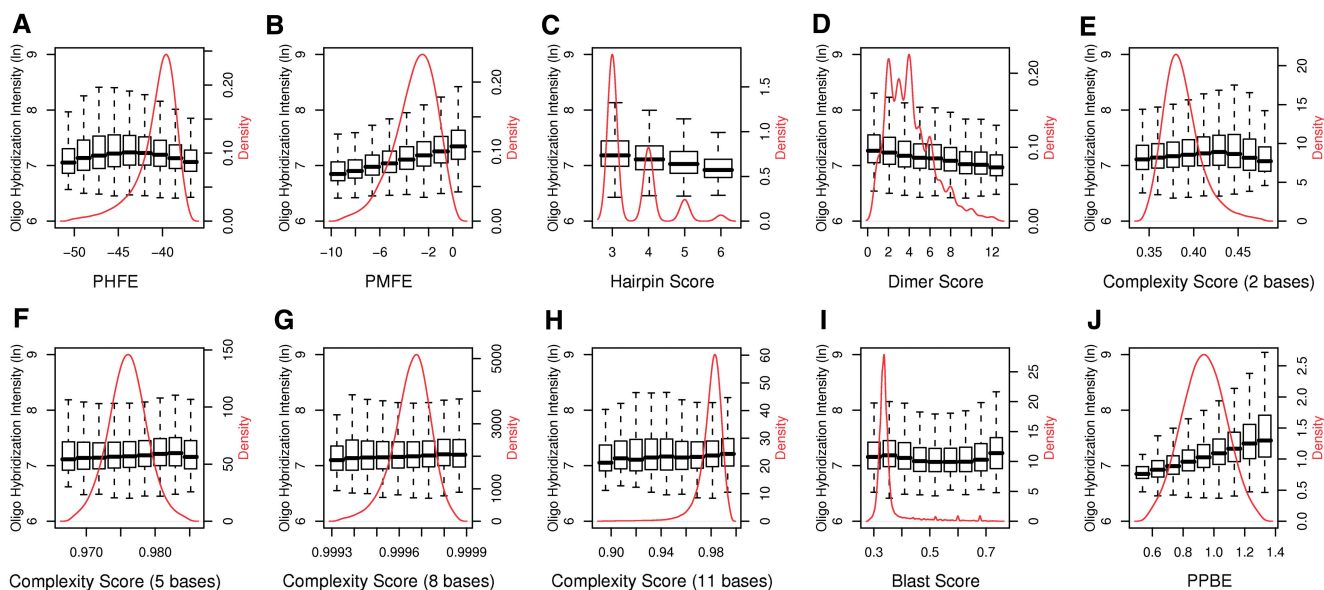 A
Oligo Hybridization Intensity (ln)
9
8
7
6
0.20
0.10
0.00
Density
−50 −45 −40
PHFE
B
Oligo Hybridization Intensity (ln)
9
8
7
6
0.20
0.10
0.00
Density
−10 −6 −2 0
PMFE
C
Oligo Hybridization Intensity (ln)
9
8
7
6
1.5
1.0
0.5
0.0
Density
3 4 5 6
Hairpin Score
D
Oligo Hybridization Intensity (ln)
9
8
7
6
0.20
0.10
0.00
Density
0 2 4 6 8 12
Dimer Score
E
Oligo Hybridization Intensity (ln)
9
8
7
6
20
15
10
5
0
Density
0.35 0.40 0.45
Complexity Score (2 bases)
F
Oligo Hybridization Intensity (ln)
9
8
7
6
150
100
50
0
Density
0.970 0.980
Complexity Score (5 bases)
G
Oligo Hybridization Intensity (ln)
9
8
7
6
5000
3000
1000
0
Density
0.9993 0.9996 0.9999
Complexity Score (8 bases)
H
Oligo Hybridization Intensity (ln)
9
8
7
6
60
50
40
30
20
10
0
Density
0.90 0.94 0.98
Complexity Score (11 bases)
I
Oligo Hybridization Intensity (ln)
9
8
7
6
25
20
15
10
5
0
Density
0.3 0.5 0.7
Blast Score
J
Oligo Hybridization Intensity (ln)
9
8
7
6
2.5
2.0
1.5
1.0
0.5
0.0
Density
0.6 0.8 1.0 1.2 1.4
PPBE